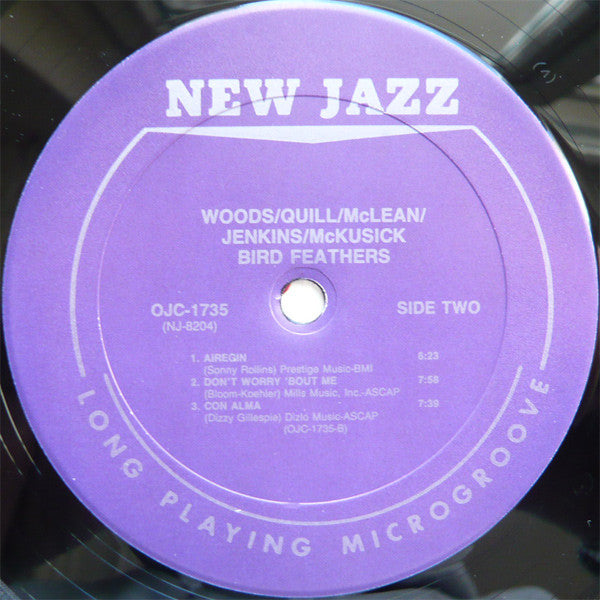 NEW JAZZ
WOODS/QUILL/McLEAN/
JENKINS/McKUSICK
BIRD FEATHERS
OJC-1735 SIDE TWO
(NJ-8204)
1. AIREGIN 6:23
(Sonny Rollins) Prestige Music-BMI
2. DON'T WORRY 'BOUT ME 7:58
(Bloom-Koehler) Mills Music, Inc.-ASCAP
3. CON ALMA 7:39
(Dizzy Gillespie) Dizlo Music-ASCAP
(OJC-1735-B)
LONG PLAYING MICROGROOVE